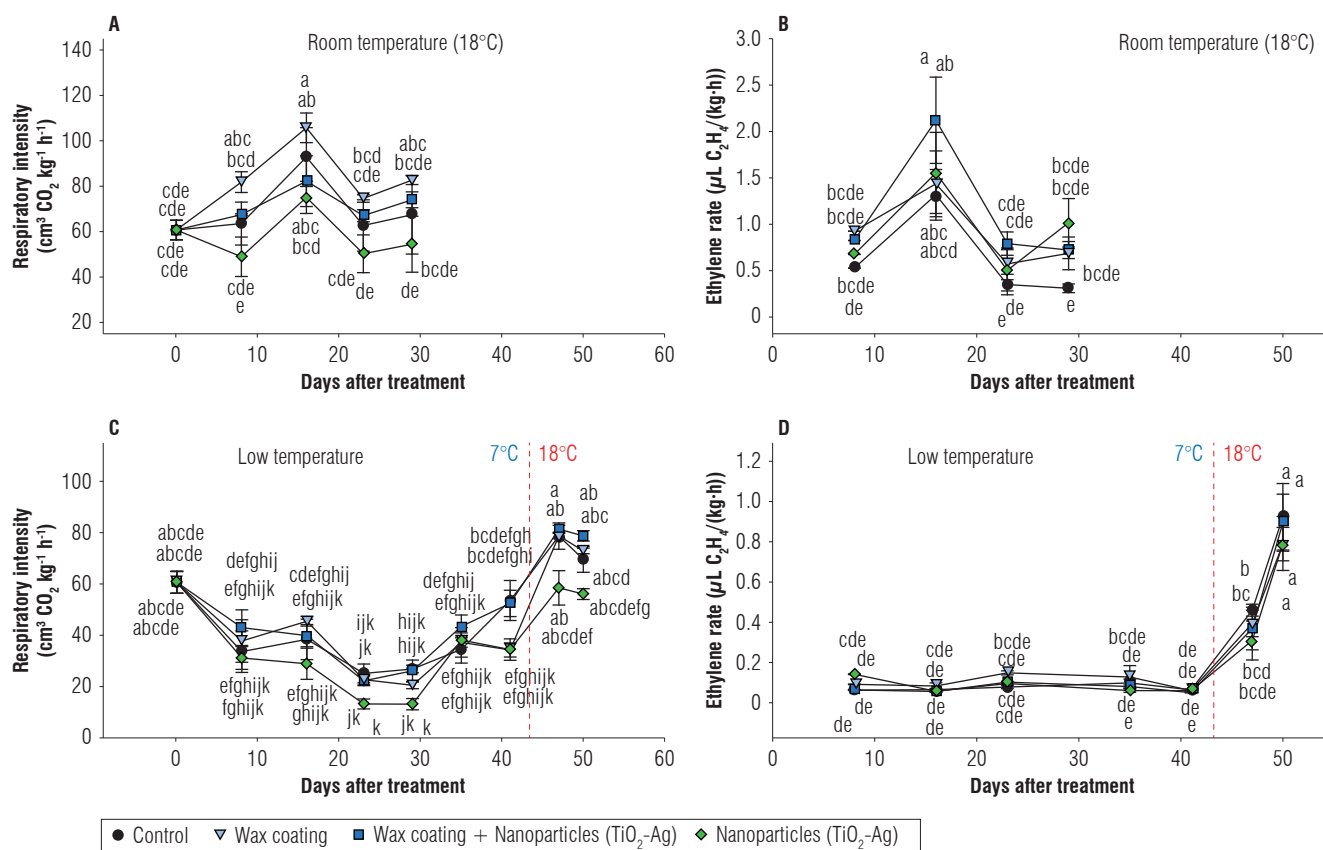 A
Room temperature (18°C)
Respiratory intensity
(cm³ CO₂ kg⁻¹ h⁻¹)
140
120
100
80
60
40
20
a
ab
abc
bcd
bcd
cde
abc
bcde
cde
cde
cde
cde
cde
e
abc
bcd
cde
de
de
bcde
0 10 20 30 40 50 60
Days after treatment
B
Room temperature (18°C)
Ethylene rate (µL C₂H₄/(kg·h))
3.0
2.5
2.0
1.5
1.0
0.5
0
a
ab
bcde
bcde
cde
cde
bcde
bcde
abc
abcd
bcde
de
de
e
bcde
e
0 10 20 30 40 50
Days after treatment
C
Low temperature
7°C
18°C
Respiratory intensity
(cm³ CO₂ kg⁻¹ h⁻¹)
100
80
60
40
20
0
abcde
abcde
abcde
abcde
defghij
efghijk
cdefghij
efghijk
ijk
jk
hijk
hijk
defghij
efghijk
bcdefgh
bcdefghi
a
ab
ab
abc
efghijk
fghijk
efghijk
ghijk
jk
k
jk
k
efghijk
efghijk
efghijk
efghijk
ab
abcdef
abcd
abcdefg
0 10 20 30 40 50
Days after treatment
D
Low temperature
7°C
18°C
Ethylene rate (µL C₂H₄/(kg·h))
1.2
1.0
0.8
0.6
0.4
0.2
0
a
a
b
bc
cde
de
cde
de
bcde
cde
bcde
de
de
de
de
de
de
de
cde
cde
de
e
de
e
bcd
bcde
a
a
0 10 20 30 40 50
Days after treatment
Control
Wax coating
Wax coating + Nanoparticles (TiO₂-Ag)
Nanoparticles (TiO₂-Ag)